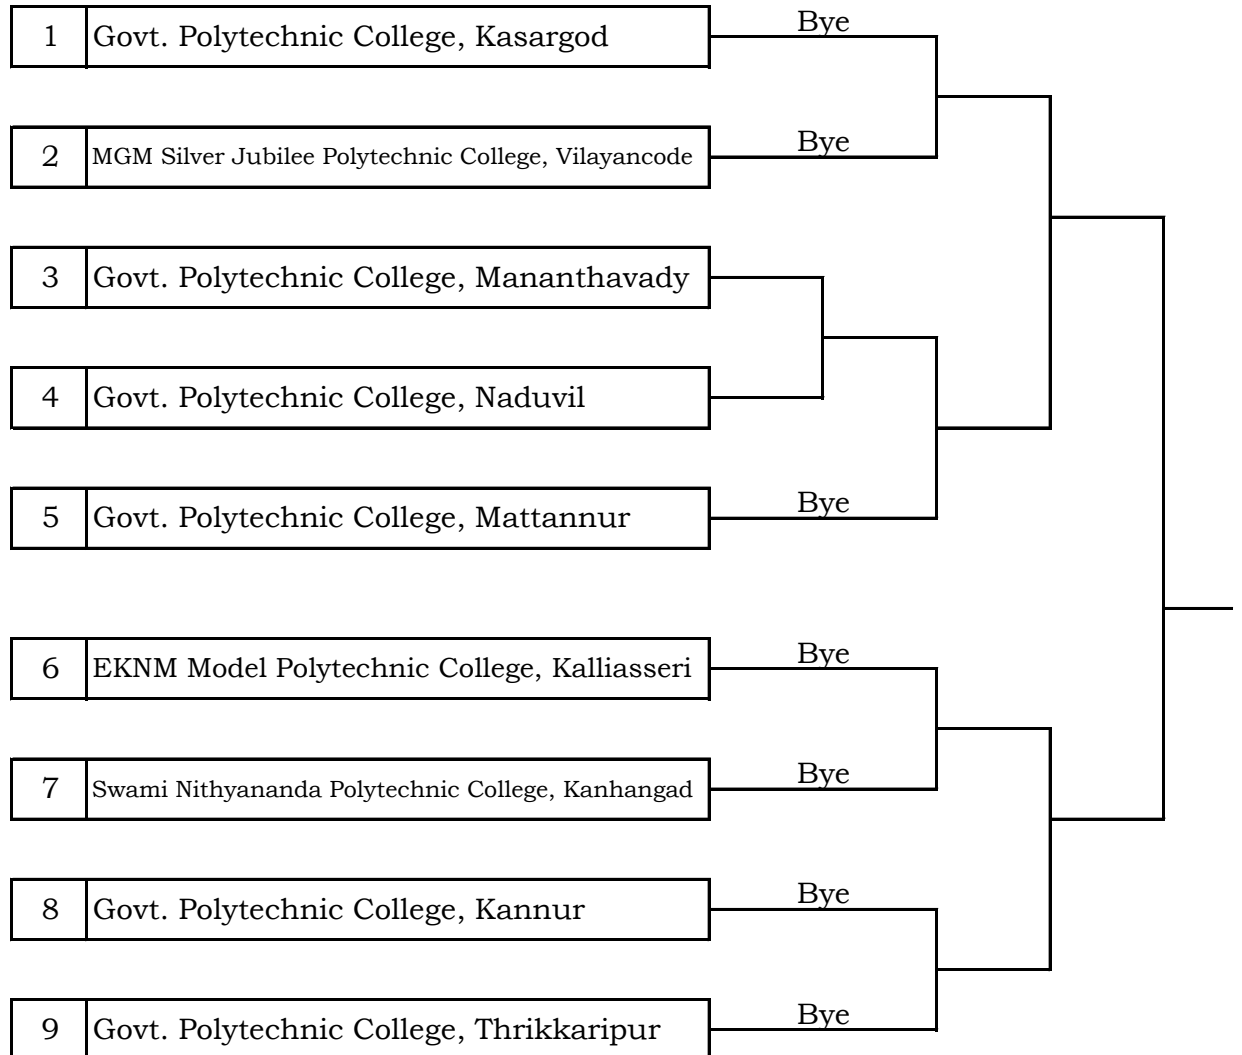 1 Govt. Polytechnic College, Kasargod Bye
2 MGM Silver Jubilee Polytechnic College, Vilayancode Bye
3 Govt. Polytechnic College, Mananthavady
4 Govt. Polytechnic College, Naduvil
5 Govt. Polytechnic College, Mattannur Bye
6 EKNM Model Polytechnic College, Kalliasseri Bye
7 Swami Nithyananda Polytechnic College, Kanhangad Bye
8 Govt. Polytechnic College, Kannur Bye
9 Govt. Polytechnic College, Thrikkaripur Bye